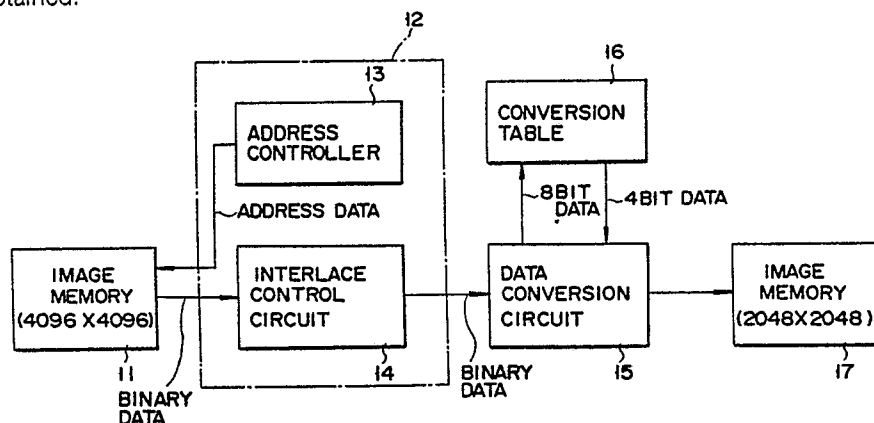 otained.
12
13
ADDRESS
CONTROLLER
16
CONVERSION
TABLE
ADDRESS DATA
8BIT
DATA
4BIT DATA
IMAGE
MEMORY
(4096 X4096)
11
BINARY
DATA
INTERLACE
CONTROL
CIRCUIT
14
BINARY
DATA
DATA
CONVERSION
CIRCUIT
15
IMAGE
MEMORY
(2048X2048)
17